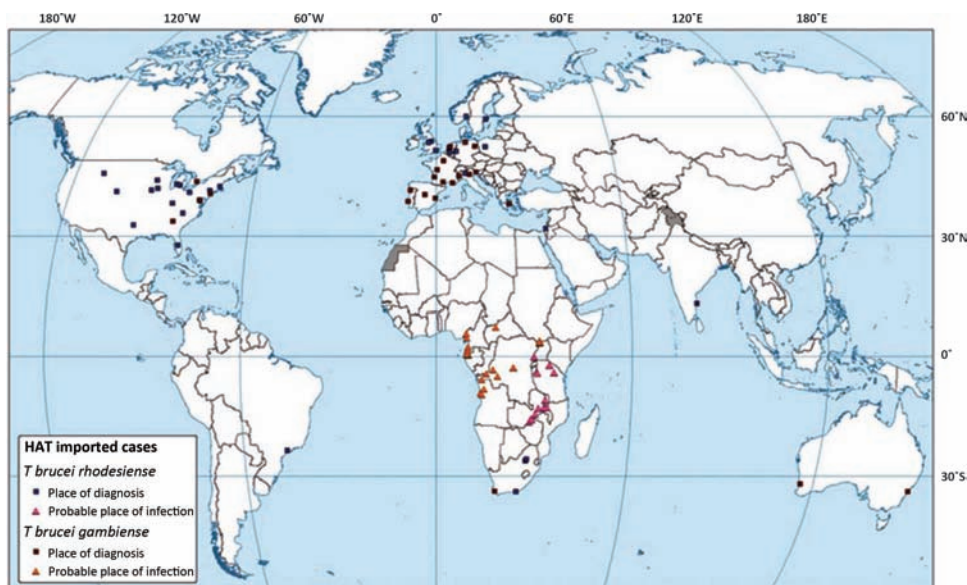 180°W 120°W 60°W 0° 60°E 120°E 180°E
60°N
30°N
0°
30°S
HAT imported cases
T brucei rhodesiense
Place of diagnosis
Probable place of infection
T brucei gambiense
Place of diagnosis
Probable place of infection